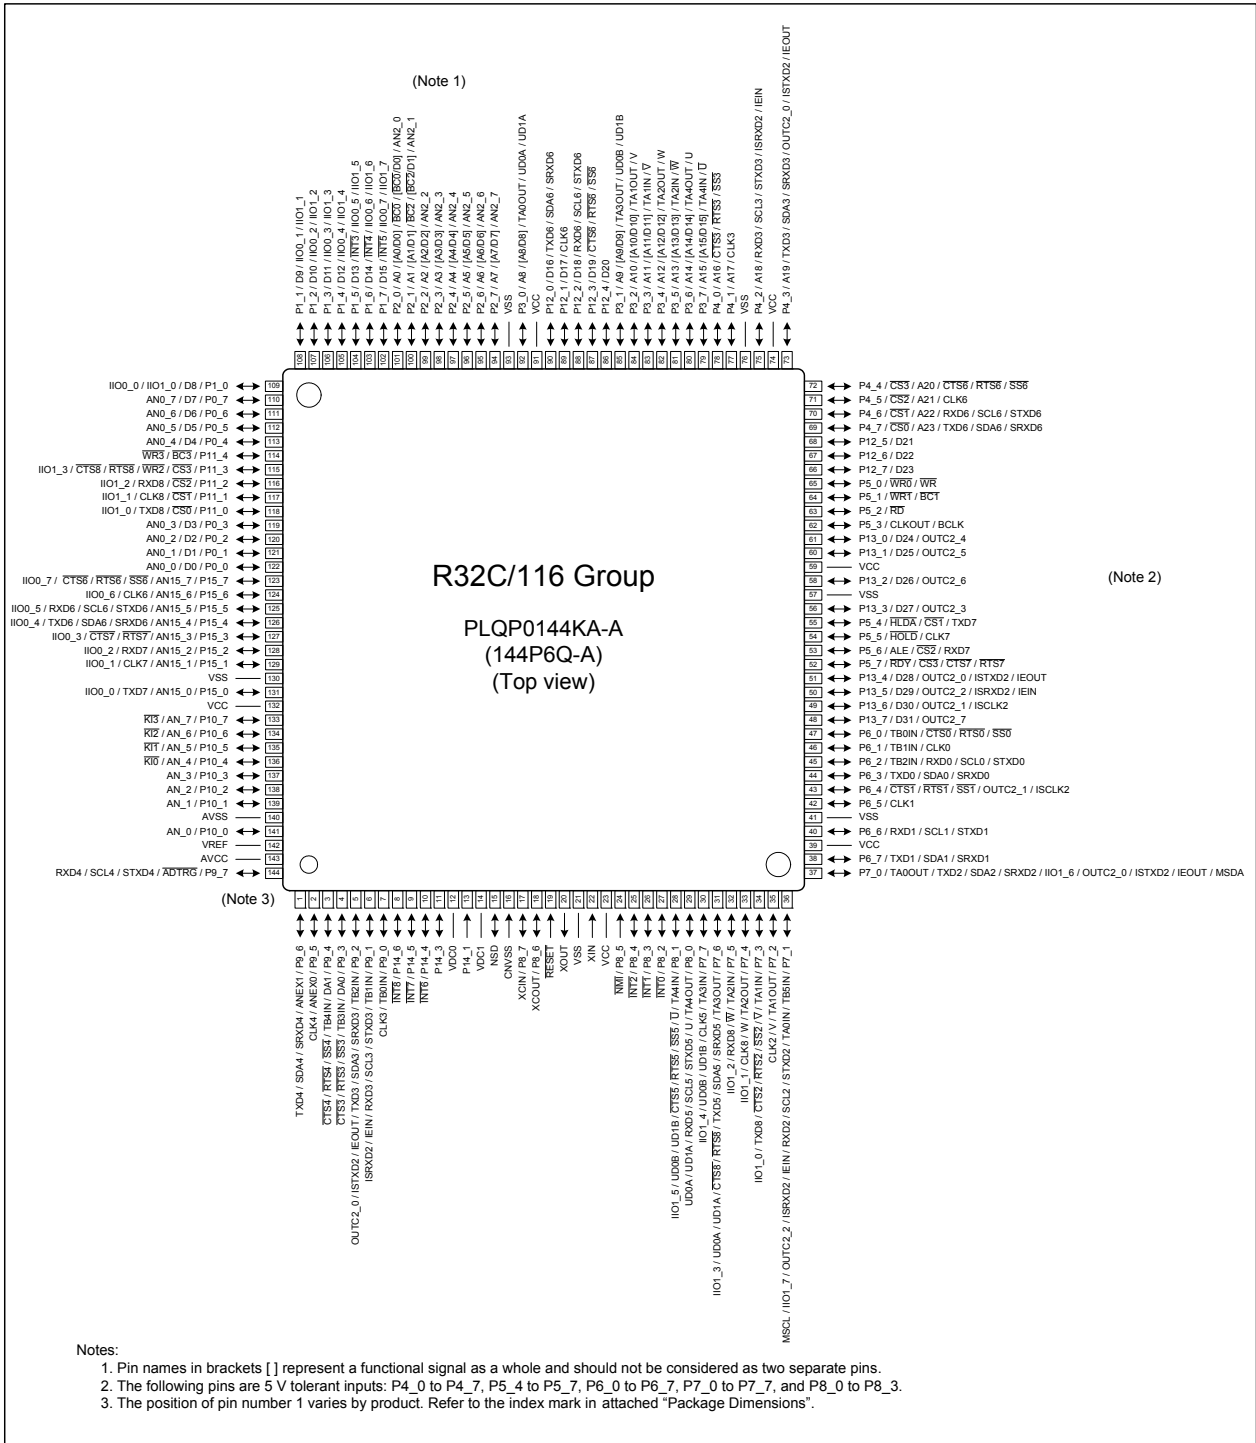 (Note 1)
P1_1 / D9 / IIO0_1 / IIO1_1
P1_2 / D10 / IIO0_2 / IIO1_2
P1_3 / D11 / IIO0_3 / IIO1_3
P1_4 / D12 / IIO0_4 / IIO1_4
P1_5 / D13 / INT3 / IIO0_5 / IIO1_5
P1_6 / D14 / INT4 / IIO0_6 / IIO1_6
P1_7 / D15 / INT5 / IIO0_7 / IIO1_7
P2_0 / A0 / [A0/D0] / BC0 / [BC0/D0] / AN2_0
P2_1 / A1 / [A1/D1] / BC2 / [BC2/D1] / AN2_1
P2_2 / A2 / [A2/D2] / AN2_2
P2_3 / A3 / [A3/D3] / AN2_3
P2_4 / A4 / [A4/D4] / AN2_4
P2_5 / A5 / [A5/D5] / AN2_5
P2_6 / A6 / [A6/D6] / AN2_6
P2_7 / A7 / [A7/D7] / AN2_7
VSS
P3_0 / A8 / [A8/D8] / TA0OUT / UD0A / UD1A
VCC
P12_0 / D16 / TXD6 / SDA6 / SRXD6
P12_1 / D17 / CLK6
P12_2 / D18 / RXD6 / SCL6 / STXD6
P12_3 / D19 / CTS6 / RTS6 / SS6
P12_4 / D20
P3_1 / A9 / [A9/D9] / TA3OUT / UD0B / UD1B
P3_2 / A10 / [A10/D10] / TA1OUT / V
P3_3 / A11 / [A11/D11] / TA1IN / V
P3_4 / A12 / [A12/D12] / TA2OUT / W
P3_5 / A13 / [A13/D13] / TA2IN / W
P3_6 / A14 / [A14/D14] / TA4OUT / U
P3_7 / A15 / [A15/D15] / TA4IN / U
P4_0 / A16 / CTS3 / RTS3 / SS3
P4_1 / A17 / CLK3
VSS
P4_2 / A18 / RXD3 / SCL3 / STXD3 / ISRXD2 / IEIN
VCC
P4_3 / A19 / TXD3 / SDA3 / SRXD3 / OUTC2_0 / ISTXD2 / IEOUT
108 107 106 105 104 103 102 101 100 99 98 97 96 95 94 93 92 91 90 89 88 87 86 85 84 83 82 81 80 79 78 77 76 75 74 73
IIO0_0 / IIO1_0 / D8 / P1_0 109
AN0_7 / D7 / P0_7 110
AN0_6 / D6 / P0_6 111
AN0_5 / D5 / P0_5 112
AN0_4 / D4 / P0_4 113
WR3 / BC3 / P11_4 114
IIO1_3 / CTS8 / RTS8 / WR2 / CS3 / P11_3 115
IIO1_2 / RXD8 / CS2 / P11_2 116
IIO1_1 / CLK8 / CS1 / P11_1 117
IIO1_0 / TXD8 / CS0 / P11_0 118
AN0_3 / D3 / P0_3 119
AN0_2 / D2 / P0_2 120
AN0_1 / D1 / P0_1 121
AN0_0 / D0 / P0_0 122
IIO0_7 / CTS6 / RTS6 / SS6 / AN15_7 / P15_7 123
IIO0_6 / CLK6 / AN15_6 / P15_6 124
IIO0_5 / RXD6 / SCL6 / STXD6 / AN15_5 / P15_5 125
IIO0_4 / TXD6 / SDA6 / SRXD6 / AN15_4 / P15_4 126
IIO0_3 / CTS7 / RTS7 / AN15_3 / P15_3 127
IIO0_2 / RXD7 / AN15_2 / P15_2 128
IIO0_1 / CLK7 / AN15_1 / P15_1 129
VSS 130
IIO0_0 / TXD7 / AN15_0 / P15_0 131
VCC 132
KI3 / AN_7 / P10_7 133
KI2 / AN_6 / P10_6 134
KI1 / AN_5 / P10_5 135
KI0 / AN_4 / P10_4 136
AN_3 / P10_3 137
AN_2 / P10_2 138
AN_1 / P10_1 139
AVSS 140
AN_0 / P10_0 141
VREF 142
AVCC 143
RXD4 / SCL4 / STXD4 / ADTRG / P9_7 144
(Note 3)
R32C/116 Group
PLQP0144KA-A
(144P6Q-A)
(Top view)
72 P4_4 / CS3 / A20 / CTS6 / RTS6 / SS6
71 P4_5 / CS2 / A21 / CLK6
70 P4_6 / CS1 / A22 / RXD6 / SCL6 / STXD6
69 P4_7 / CS0 / A23 / TXD6 / SDA6 / SRXD6
68 P12_5 / D21
67 P12_6 / D22
66 P12_7 / D23
65 P5_0 / WR0 / WR
64 P5_1 / WR1 / BC1
63 P5_2 / RD
62 P5_3 / CLKOUT / BCLK
61 P13_0 / D24 / OUTC2_4
60 P13_1 / D25 / OUTC2_5
59 VCC
58 P13_2 / D26 / OUTC2_6
57 VSS
56 P13_3 / D27 / OUTC2_3
55 P5_4 / HLDA / CS1 / TXD7
54 P5_5 / HOLD / CLK7
53 P5_6 / ALE / CS2 / RXD7
52 P5_7 / RDY / CS3 / CTS7 / RTS7
51 P13_4 / D28 / OUTC2_0 / ISTXD2 / IEOUT
50 P13_5 / D29 / OUTC2_2 / ISRXD2 / IEIN
49 P13_6 / D30 / OUTC2_1 / ISCLK2
48 P13_7 / D31 / OUTC2_7
47 P6_0 / TB0IN / CTS0 / RTS0 / SS0
46 P6_1 / TB1IN / CLK0
45 P6_2 / TB2IN / RXD0 / SCL0 / STXD0
44 P6_3 / TXD0 / SDA0 / SRXD0
43 P6_4 / CTS1 / RTS1 / SS1 / OUTC2_1 / ISCLK2
42 P6_5 / CLK1
41 VSS
40 P6_6 / RXD1 / SCL1 / STXD1
39 VCC
38 P6_7 / TXD1 / SDA1 / SRXD1
37 P7_0 / TA0OUT / TXD2 / SDA2 / SRXD2 / IIO1_6 / OUTC2_0 / ISTXD2 / IEOUT / MSDA
(Note 2)
1 2 3 4 5 6 7 8 9 10 11 12 13 14 15 16 17 18 19 20 21 22 23 24 25 26 27 28 29 30 31 32 33 34 35 36
TXD4 / SDA4 / SRXD4 / ANEX1 / P9_6
CLK4 / ANEX0 / P9_5
CTS4 / RTS4 / SS4 / TB4IN / DA1 / P9_4
CTS3 / RTS3 / SS3 / TB3IN / DA0 / P9_3
OUTC2_0 / ISTXD2 / IEOUT / TXD3 / SDA3 / SRXD3 / TB2IN / P9_2
ISRXD2 / IEIN / RXD3 / SCL3 / STXD3 / TB1IN / P9_1
CLK3 / TB0IN / P9_0
INT8 / P14_6
INT7 / P14_5
INT6 / P14_4
P14_3
VDC0
P14_1
VDC1
NSD
CNVSS
XCIN / P8_7
XCOUT / P8_6
RESET
XOUT
VSS
XIN
VCC
NMI / P8_5
INT2 / P8_4
INT1 / P8_3
INT0 / P8_2
IIO1_5 / UD0B / UD1B / CTS5 / RTS5 / SS5 / U / TA4IN / P8_1
UD0A / UD1A / RXD5 / SCL5 / STXD5 / U / TA4OUT / P8_0
IIO1_4 / UD0B / UD1B / CLK5 / TA3IN / P7_7
IIO1_3 / UD0A / UD1A / CTS8 / RTS8 / TXD5 / SDA5 / SRXD5 / TA3OUT / P7_6
IIO1_2 / RXD8 / W / TA2IN / P7_5
IIO1_1 / CLK8 / W / TA2OUT / P7_4
IIO1_0 / TXD8 / CTS2 / RTS2 / SS2 / V / TA1IN / P7_3
CLK2 / V / TA1OUT / P7_2
MSCL / IIO1_7 / OUTC2_2 / ISRXD2 / IEIN / RXD2 / SCL2 / STXD2 / TA0IN / TB5IN / P7_1
Notes:
1. Pin names in brackets [ ] represent a functional signal as a whole and should not be considered as two separate pins.
2. The following pins are 5 V tolerant inputs: P4_0 to P4_7, P5_4 to P5_7, P6_0 to P6_7, P7_0 to P7_7, and P8_0 to P8_3.
3. The position of pin number 1 varies by product. Refer to the index mark in attached “Package Dimensions”.